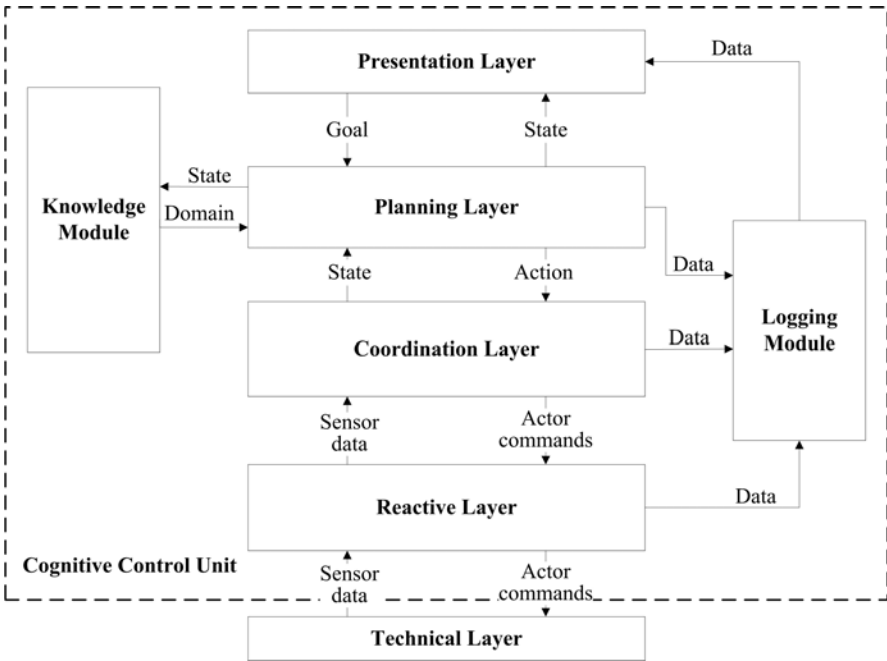 Presentation Layer
Data
Goal
State
State
Knowledge
Module
Domain
Planning Layer
State
Action
Data
Coordination Layer
Data
Logging
Module
Sensor
data
Actor
commands
Reactive Layer
Data
Cognitive Control Unit
Sensor
data
Actor
commands
Technical Layer